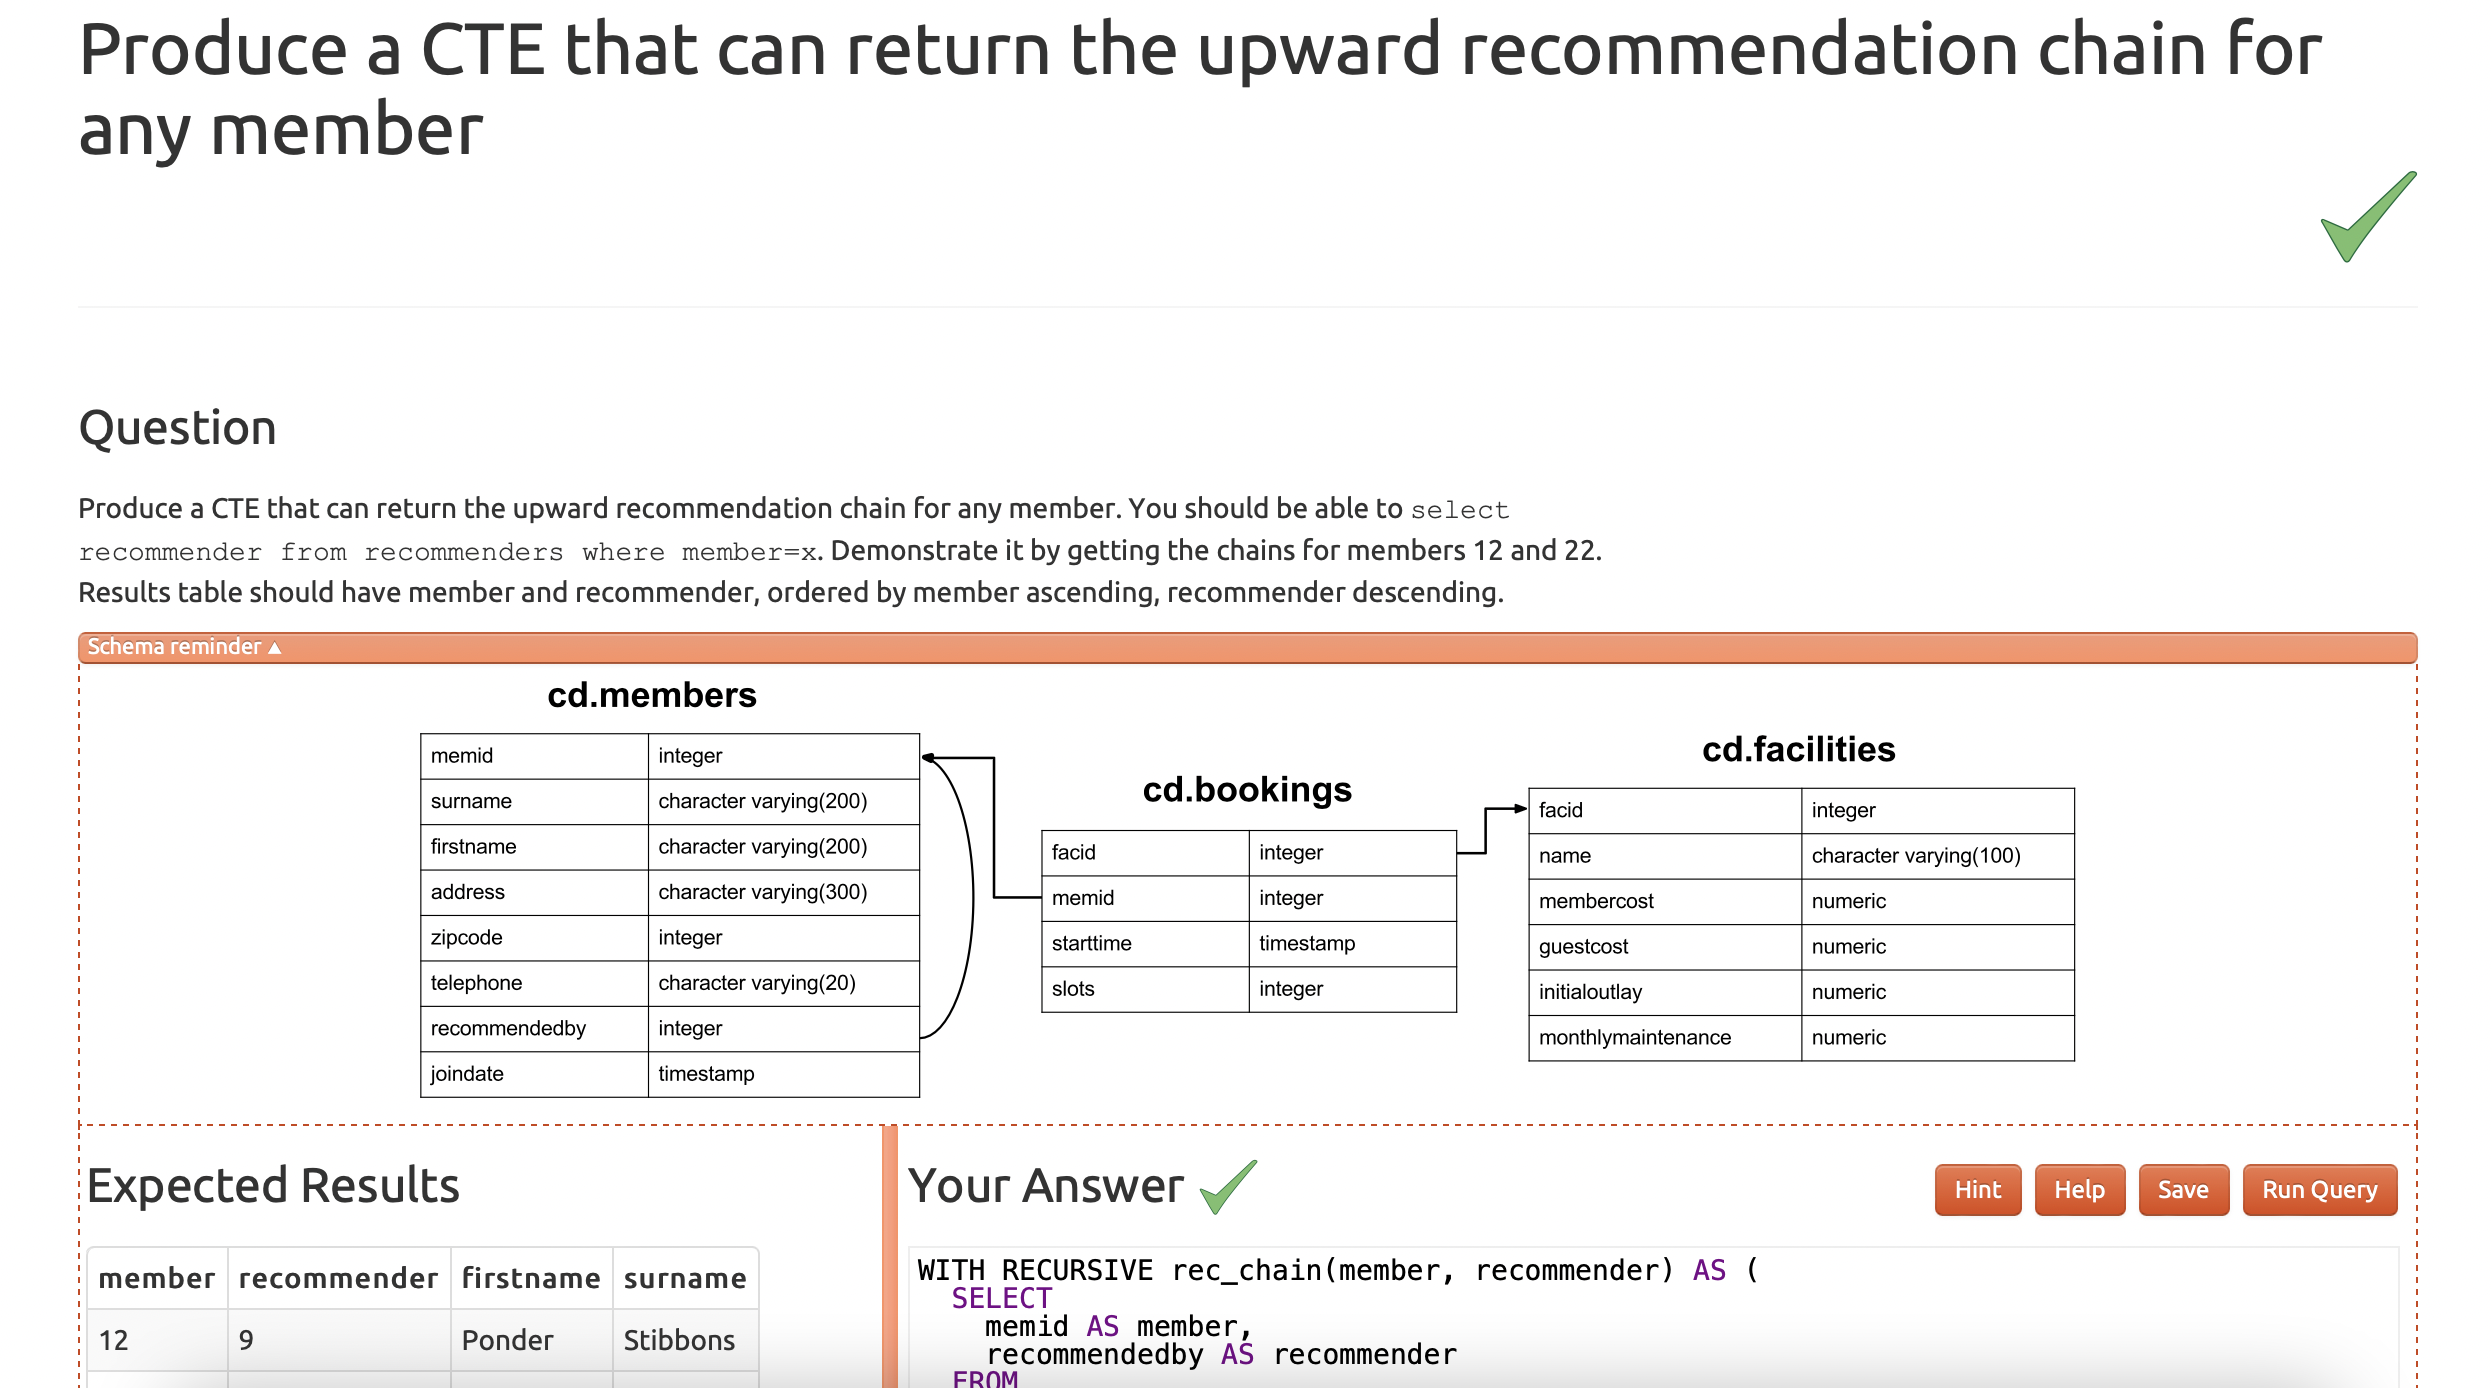 Produce a CTE that can return the upward recommendation chain for
any member
Question
Produce a CTE that can return the upward recommendation chain for any member. You should be able to select
recommender from recommenders where member=x. Demonstrate it by getting the chains for members 12 and 22.
Results table should have member and recommender, ordered by member ascending, recommender descending.
Schema reminder ▲
cd.members
memid integer
surname character varying(200)
firstname character varying(200)
address character varying(300)
zipcode integer
telephone character varying(20)
recommendedby integer
joindate timestamp
cd.bookings
facid integer
memid integer
starttime timestamp
slots integer
cd.facilities
facid integer
name character varying(100)
membercost numeric
guestcost numeric
initialoutlay numeric
monthlymaintenance numeric
Expected Results
member recommender firstname surname
12 9 Ponder Stibbons
Your Answer
Hint Help Save Run Query
WITH RECURSIVE rec_chain(member, recommender) AS (
SELECT
memid AS member,
recommendedby AS recommender
FROM